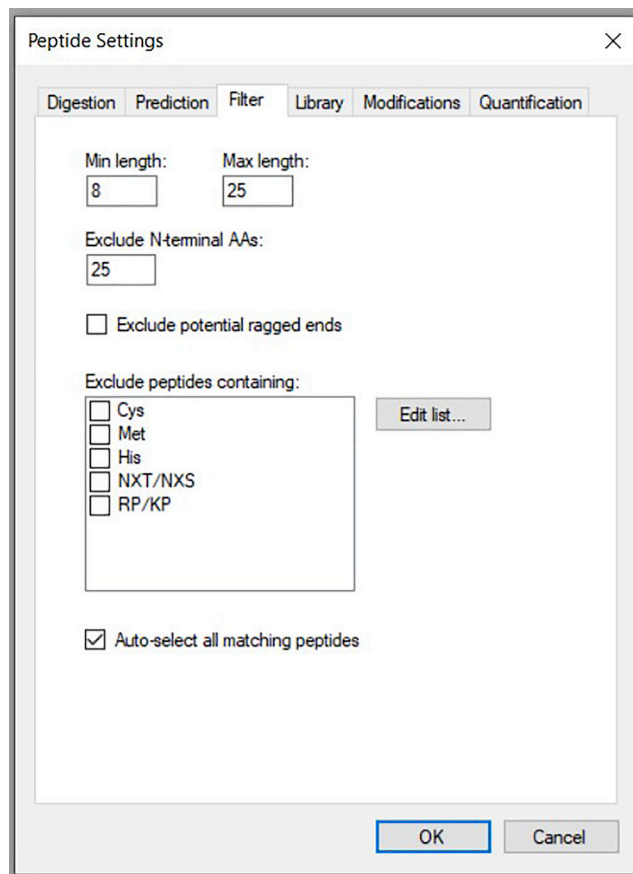 Peptide Settings
Digestion Prediction Filter Library Modifications Quantification
Min length: Max length:
8 25
Exclude N-terminal AAs:
25
Exclude potential ragged ends
Exclude peptides containing:
Cys Edit list...
Met
His
NXT/NXS
RP/KP
Auto-select all matching peptides
OK Cancel